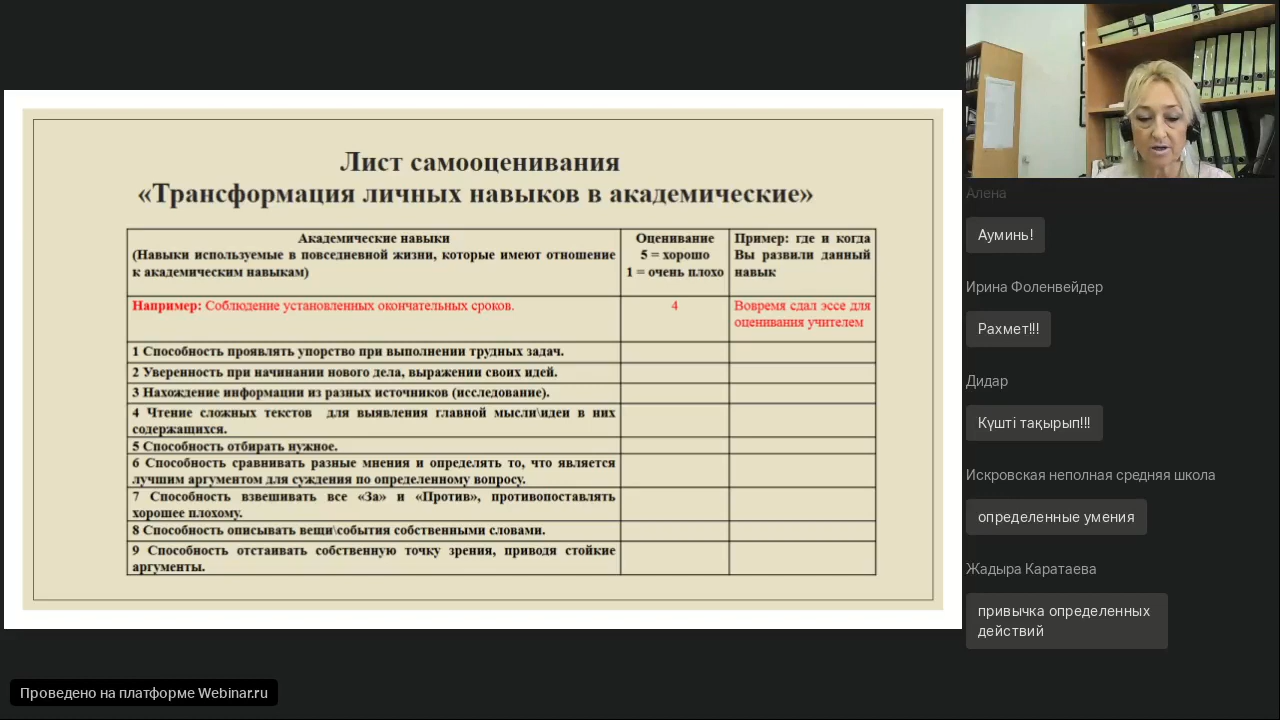 Лист самооценивания
«Трансформация личных навыков в академические»
Академические навыки
(Навыки используемые в повседневной жизни, которые имеют отношение
к академическим навыкам)
Оценивание
5 = хорошо
1 = очень плохо
Пример: где и когда
Вы развили данный
навык
Например: Соблюдение установленных окончательных сроков.
4
Вовремя сдал эссе для
оценивания учителем
1 Способность проявлять упорство при выполнении трудных задач.
2 Уверенность при начинании нового дела, выражении своих идей.
3 Нахождение информации из разных источников (исследование).
4 Чтение сложных текстов для выявления главной мысли\идеи в них
содержащихся.
5 Способность отбирать нужное.
6 Способность сравнивать разные мнения и определять то, что является
лучшим аргументом для суждения по определенному вопросу.
7 Способность взвешивать все «За» и «Против», противопоставлять
хорошее плохому.
8 Способность описывать вещи\события собственными словами.
9 Способность отстаивать собственную точку зрения, приводя стойкие
аргументы.
Алена
Ауминь!
Ирина Фоленвейдер
Рахмет!!!
Дидар
Күшті тақырып!!!
Искровская неполная средняя школа
определенные умения
Жадыра Каратаева
привычка определенных
действий
Проведено на платформе Webinar.ru